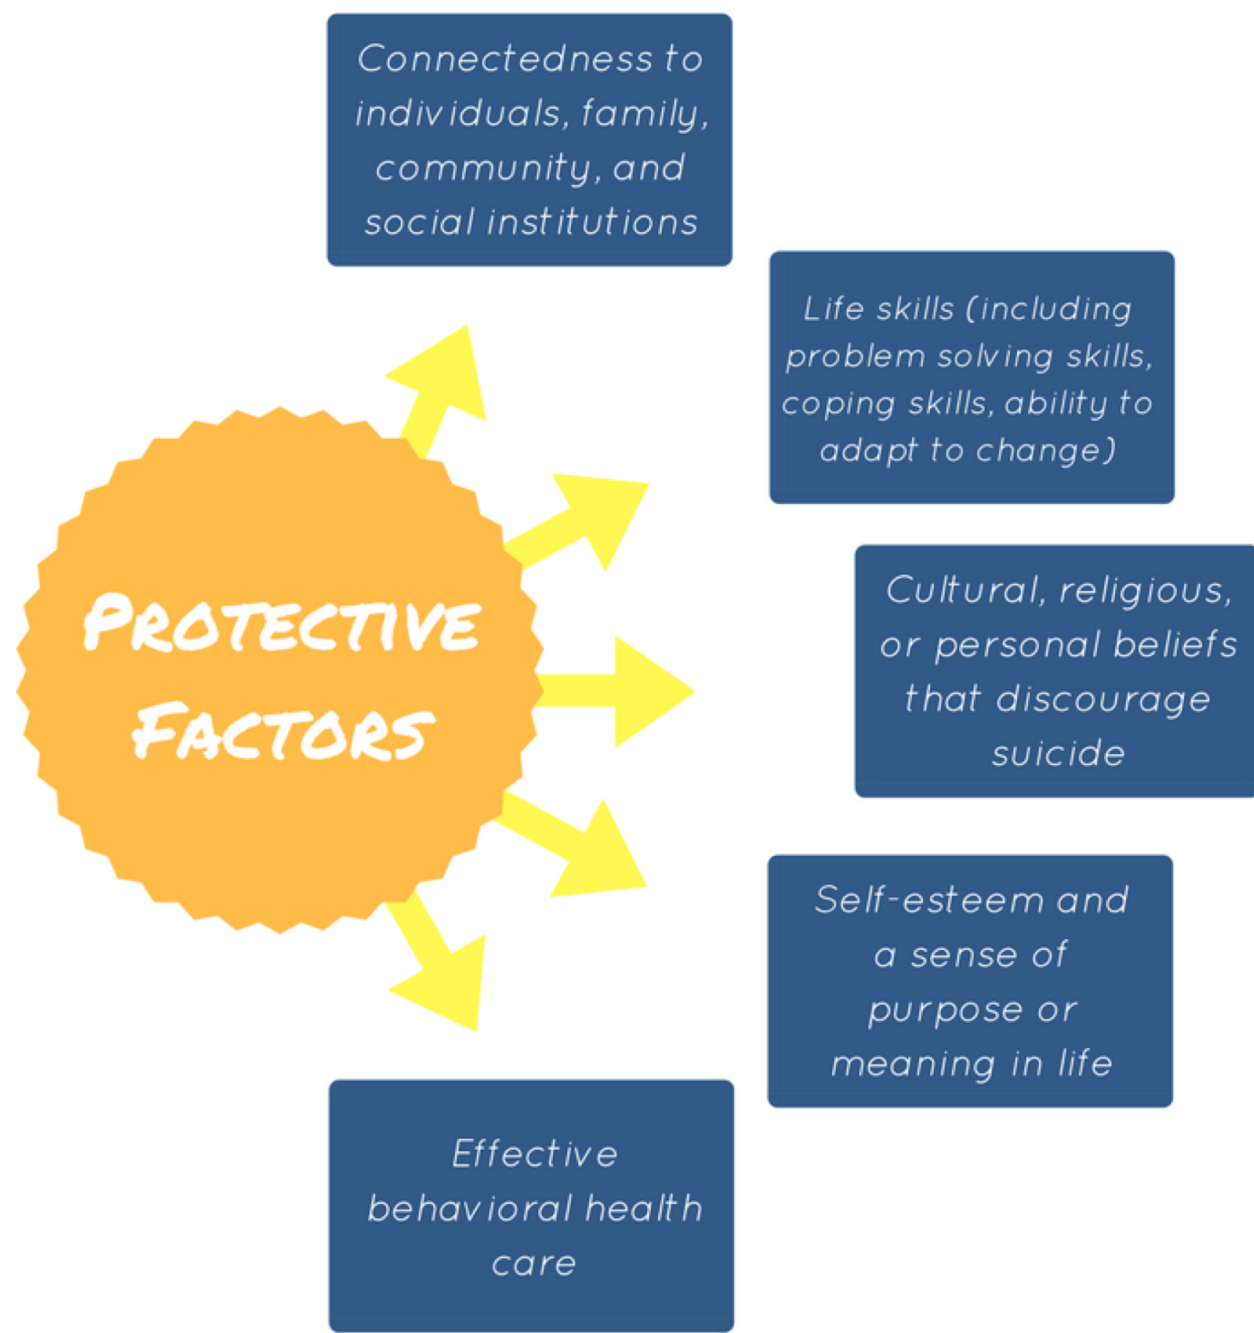 Connectedness to
individuals, family,
community, and
social institutions
Life skills (including
problem solving skills,
coping skills, ability to
adapt to change)
PROTECTIVE
FACTORS
Cultural, religious,
or personal beliefs
that discourage
suicide
Self-esteem and
a sense of
purpose or
meaning in life
Effective
behavioral health
care